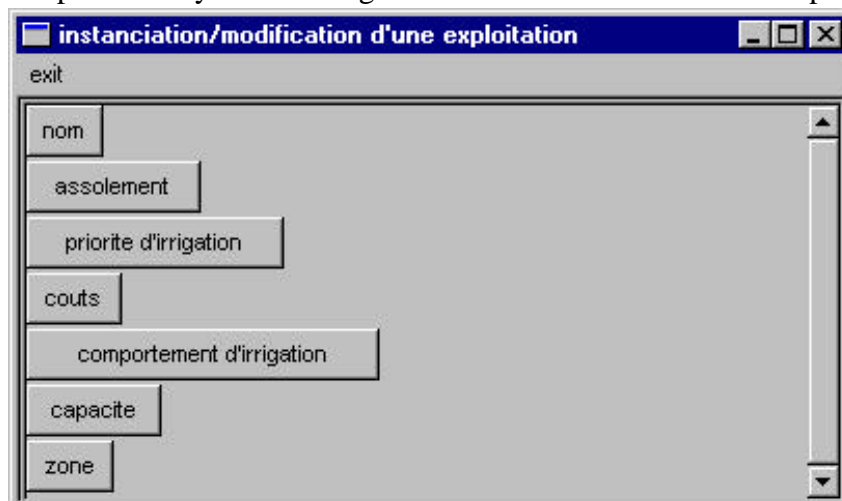 instanciation/modification d'une exploitation
exit
nom
assolement
priorite d'irrigation
couts
comportement d'irrigation
capacite
zone